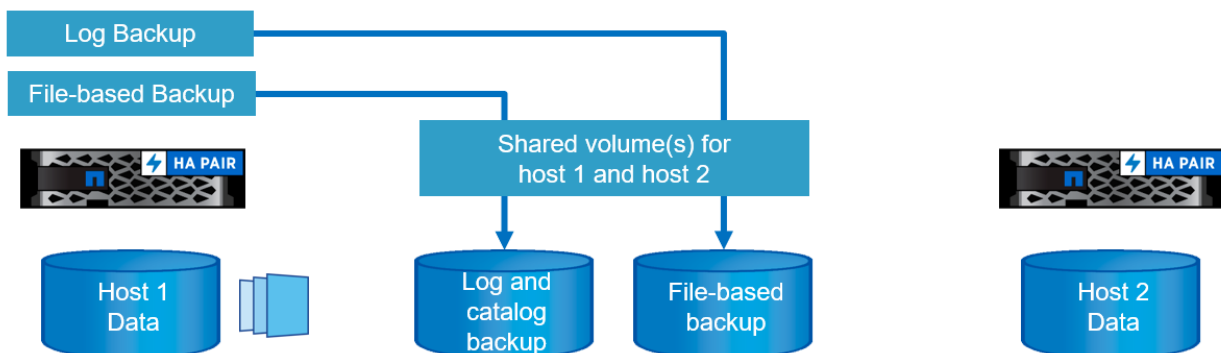 Log Backup
File-based Backup
Shared volume(s) for
host 1 and host 2
HA PAIR
HA PAIR
Host 1
Data
Log and
catalog
backup
File-based
backup
Host 2
Data